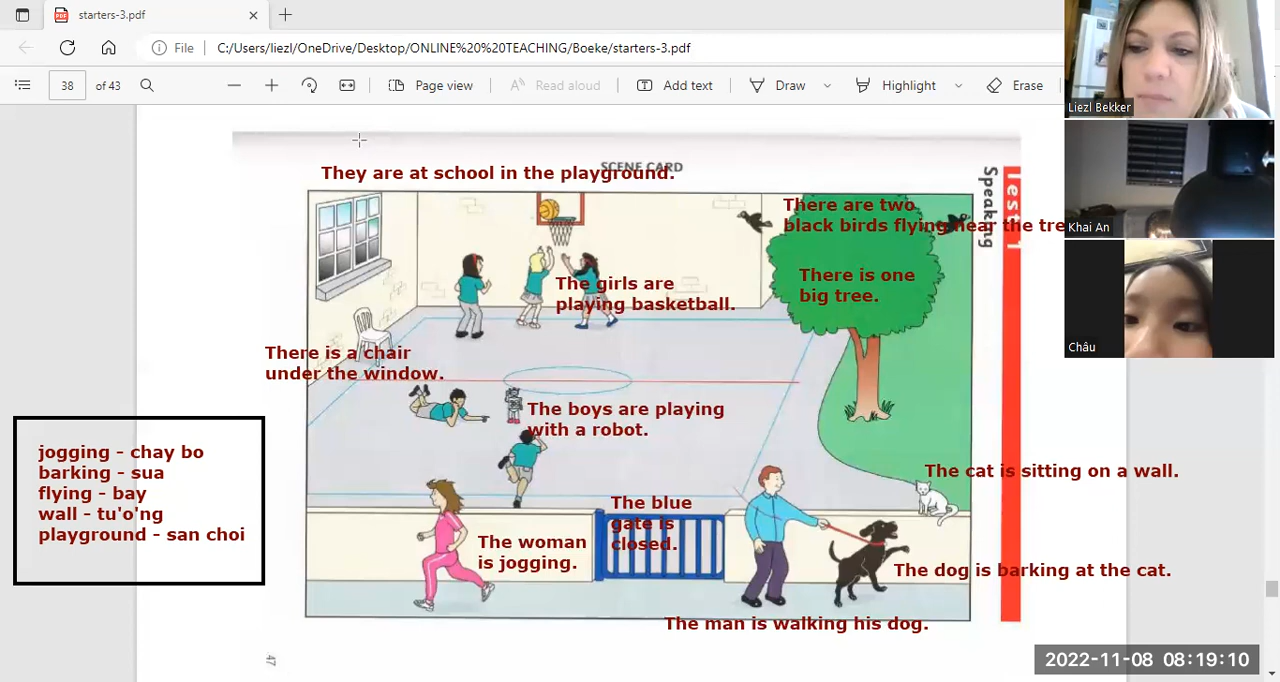 starters-3.pdf
File
C:/Users/liezl/OneDrive/Desktop/ONLINE%20%20TEACHING/Boeke/starters-3.pdf
38 of 43
Page view
Read aloud
Add text
Draw
Highlight
Erase
Liezl Bekker
Khai An
Châu
SCENE CARD
They are at school in the playground.
Test 1
Speaking
There are two
black birds flying near the tre
There is one
big tree.
The girls are
playing basketball.
There is a chair
under the window.
The boys are playing
with a robot.
jogging - chay bo
barking - sua
flying - bay
wall - tu'o'ng
playground - san choi
The cat is sitting on a wall.
The blue
gate is
closed.
The woman
is jogging.
The dog is barking at the cat.
The man is walking his dog.
47
2022-11-08 08:19:10